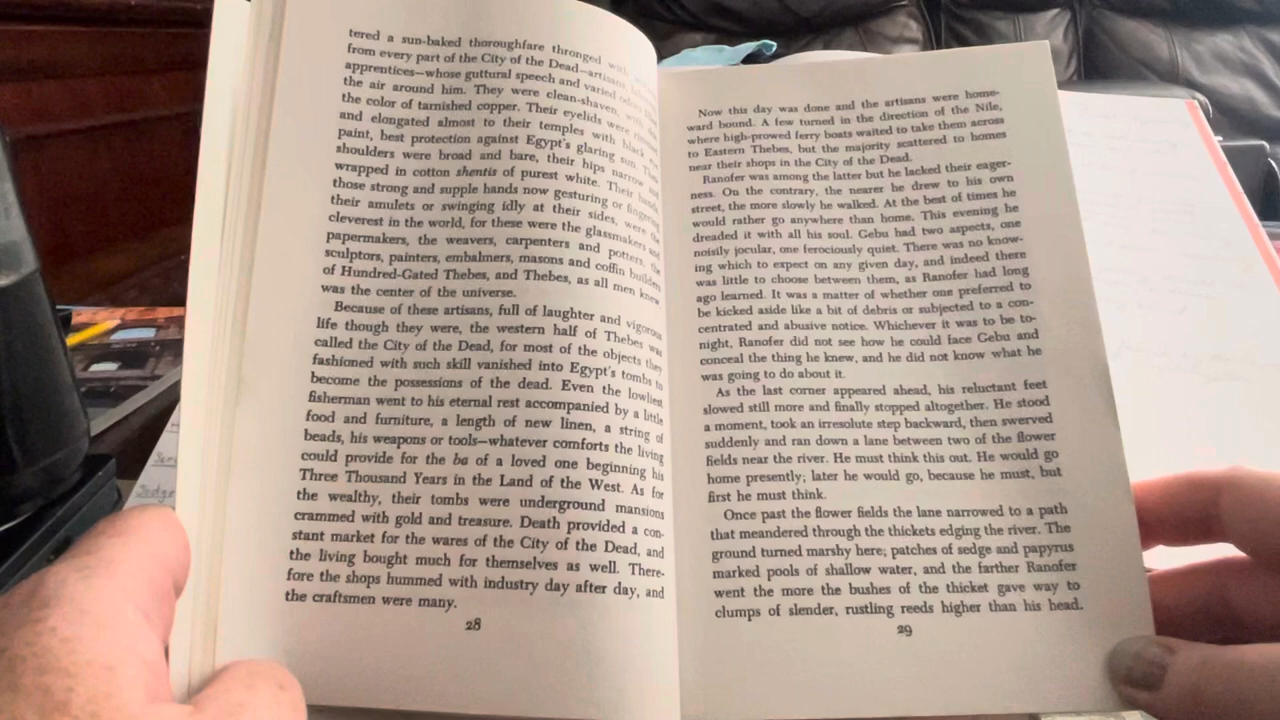 tered a sun-baked thoroughfare thronged with
from every part of the City of the Dead—artisans,
apprentices—whose guttural speech and varied
the air around him. They were clean-shaven, with
the color of tarnished copper. Their eyelids were
and elongated almost to their temples with black
paint, best protection against Egypt's glaring sun.
shoulders were broad and bare, their hips narrow and
wrapped in cotton shentis of purest white. Their hands,
those strong and supple hands now gesturing or fingering
their amulets or swinging idly at their sides, were the
cleverest in the world, for these were the glassmakers and
papermakers, the weavers, carpenters and potters, the
sculptors, painters, embalmers, masons and coffin builders
of Hundred-Gated Thebes, and Thebes, as all men knew
was the center of the universe.
Because of these artisans, full of laughter and vigorous
life though they were, the western half of Thebes was
called the City of the Dead, for most of the objects they
fashioned with such skill vanished into Egypt's tombs to
become the possessions of the dead. Even the lowliest
fisherman went to his eternal rest accompanied by a little
food and furniture, a length of new linen, a string of
beads, his weapons or tools—whatever comforts the living
could provide for the ba of a loved one beginning his
Three Thousand Years in the Land of the West. As for
the wealthy, their tombs were underground mansions
crammed with gold and treasure. Death provided a con-
stant market for the wares of the City of the Dead, and
the living bought much for themselves as well. There-
fore the shops hummed with industry day after day, and
the craftsmen were many.
28
Now this day was done and the artisans were home-
ward bound. A few turned in the direction of the Nile,
where high-prowed ferry boats waited to take them across
to Eastern Thebes, but the majority scattered to homes
near their shops in the City of the Dead.
Ranofer was among the latter but he lacked their eager-
ness. On the contrary, the nearer he drew to his own
street, the more slowly he walked. At the best of times he
would rather go anywhere than home. This evening he
dreaded it with all his soul. Gebu had two aspects, one
noisily jocular, one ferociously quiet. There was no know-
ing which to expect on any given day, and indeed there
was little to choose between them, as Ranofer had long
ago learned. It was a matter of whether one preferred to
be kicked aside like a bit of debris or subjected to a con-
centrated and abusive notice. Whichever it was to be to-
night, Ranofer did not see how he could face Gebu and
conceal the thing he knew, and he did not know what he
was going to do about it.
As the last corner appeared ahead, his reluctant feet
slowed still more and finally stopped altogether. He stood
a moment, took an irresolute step backward, then swerved
suddenly and ran down a lane between two of the flower
fields near the river. He must think this out. He would go
home presently; later he would go, because he must, but
first he must think.
Once past the flower fields the lane narrowed to a path
that meandered through the thickets edging the river. The
ground turned marshy here; patches of sedge and papyrus
marked pools of shallow water, and the farther Ranofer
went the more the bushes of the thicket gave way to
clumps of slender, rustling reeds higher than his head.
29